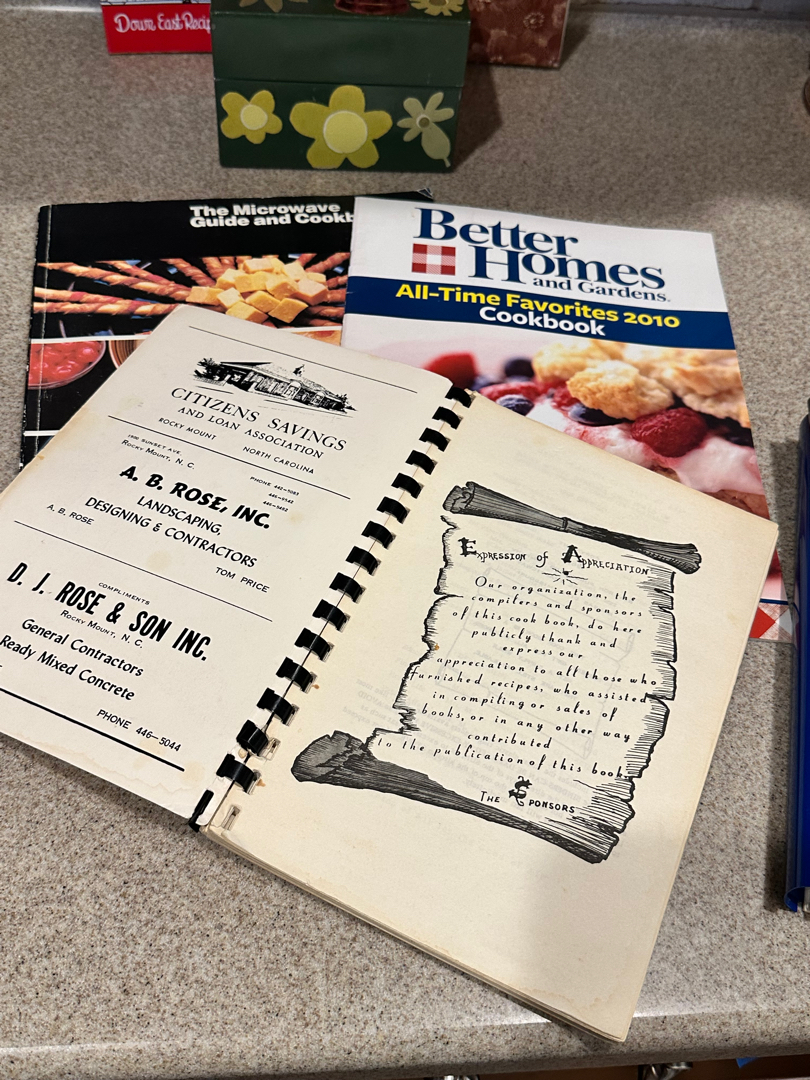 Down East Recip
The Microwave
Guide and Cookb
Better
Homes
and Gardens.
All-Time Favorites 2010
Cookbook
CITIZENS SAVINGS
AND LOAN ASSOCIATION
ROCKY MOUNT NORTH CAROLINA
1500 SUNSET AVE.
ROCKY MOUNT, N. C.
A. B. ROSE, INC.
LANDSCAPING,
DESIGNING & CONTRACTORS
A. B. ROSE
TOM PRICE
COMPLIMENTS
D. J. ROSE & SON INC.
ROCKY MOUNT, N. C.
General Contractors
Ready Mixed Concrete
PHONE 446-5044
EXPRESSION of APPRECIATION
Our organization, the
compilers and sponsors
of this cook book, do here
publicly thank and
express our
appreciation to all those who
furnished recipes, who assisted
in compiling or sales of
books, or in any other way
contributed
to the publication of this book.
THE SPONSORS